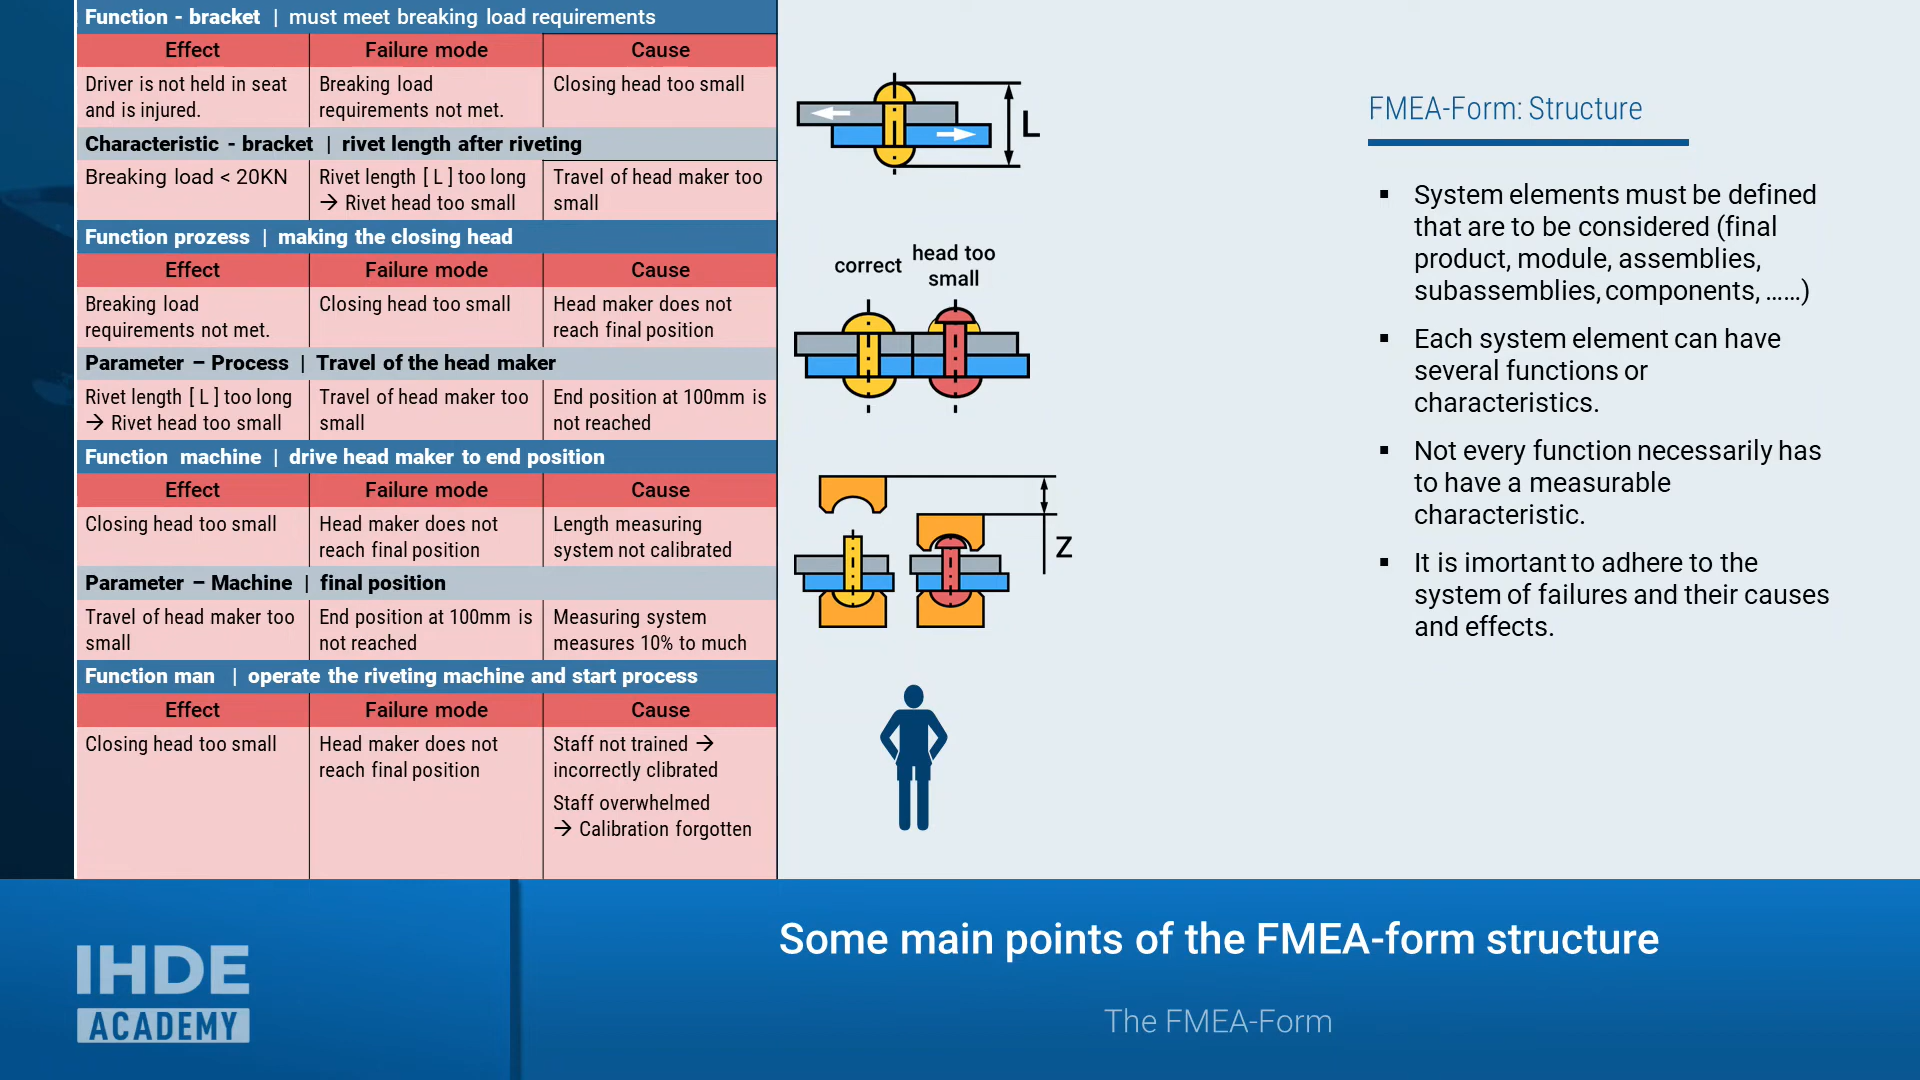 Function - bracket | must meet breaking load requirements
Effect Failure mode Cause
Driver is not held in seat
and is injured.
Breaking load
requirements not met.
Closing head too small
Characteristic - bracket | rivet length after riveting
Breaking load < 20KN
Rivet length [ L ] too long
→ Rivet head too small
Travel of head maker too
small
Function prozess | making the closing head
Effect Failure mode Cause
Breaking load
requirements not met.
Closing head too small
Head maker does not
reach final position
Parameter – Process | Travel of the head maker
Rivet length [ L ] too long
→ Rivet head too small
Travel of head maker too
small
End position at 100mm is
not reached
Function machine | drive head maker to end position
Effect Failure mode Cause
Closing head too small
Head maker does not
reach final position
Length measuring
system not calibrated
Parameter – Machine | final position
Travel of head maker too
small
End position at 100mm is
not reached
Measuring system
measures 10% to much
Function man | operate the riveting machine and start process
Effect Failure mode Cause
Closing head too small
Head maker does not
reach final position
Staff not trained →
incorrectly clibrated
Staff overwhelmed
→ Calibration forgotten
L
correct
head too
small
Z
FMEA-Form: Structure
▪ System elements must be defined
that are to be considered (final
product, module, assemblies,
subassemblies, components, ……)
▪ Each system element can have
several functions or
characteristics.
▪ Not every function necessarily has
to have a measurable
characteristic.
▪ It is imortant to adhere to the
system of failures and their causes
and effects.
IHDE
ACADEMY
Some main points of the FMEA-form structure
The FMEA-Form